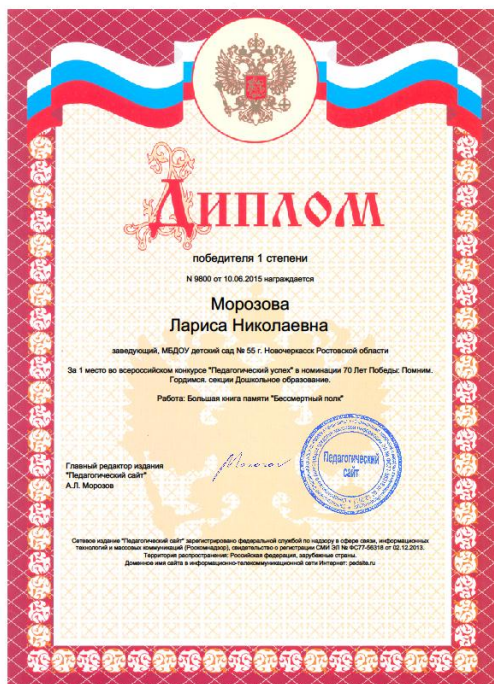 Диплом
победителя 1 степени
N 9800 от 10.06.2015 награждается
Морозова
Лариса Николаевна
заведующий, МБДОУ детский сад № 55 г. Новочеркасск Ростовской области
За 1 место во всероссийском конкурсе "Педагогический успех" в номинации 70 Лет Победы: Помним.
Гордимся. секции Дошкольное образование.
Работа: Большая книга памяти "Бессмертный полк"
Главный редактор издания
"Педагогический сайт"
А.Л. Морозов
Педагогический
сайт
Сетевое издание "Педагогический сайт" зарегистрировано федеральной службой по надзору в сфере связи, информационных
технологий и массовых коммуникаций (Роскомнадзор), свидетельство о регистрации СМИ ЭЛ № ФС77-56318 от 02.12.2013.
Территория распространения: Российская федерация, зарубежные страны.
Доменное имя сайта в информационно-телекоммуникационной сети Интернет: pedsite.ru